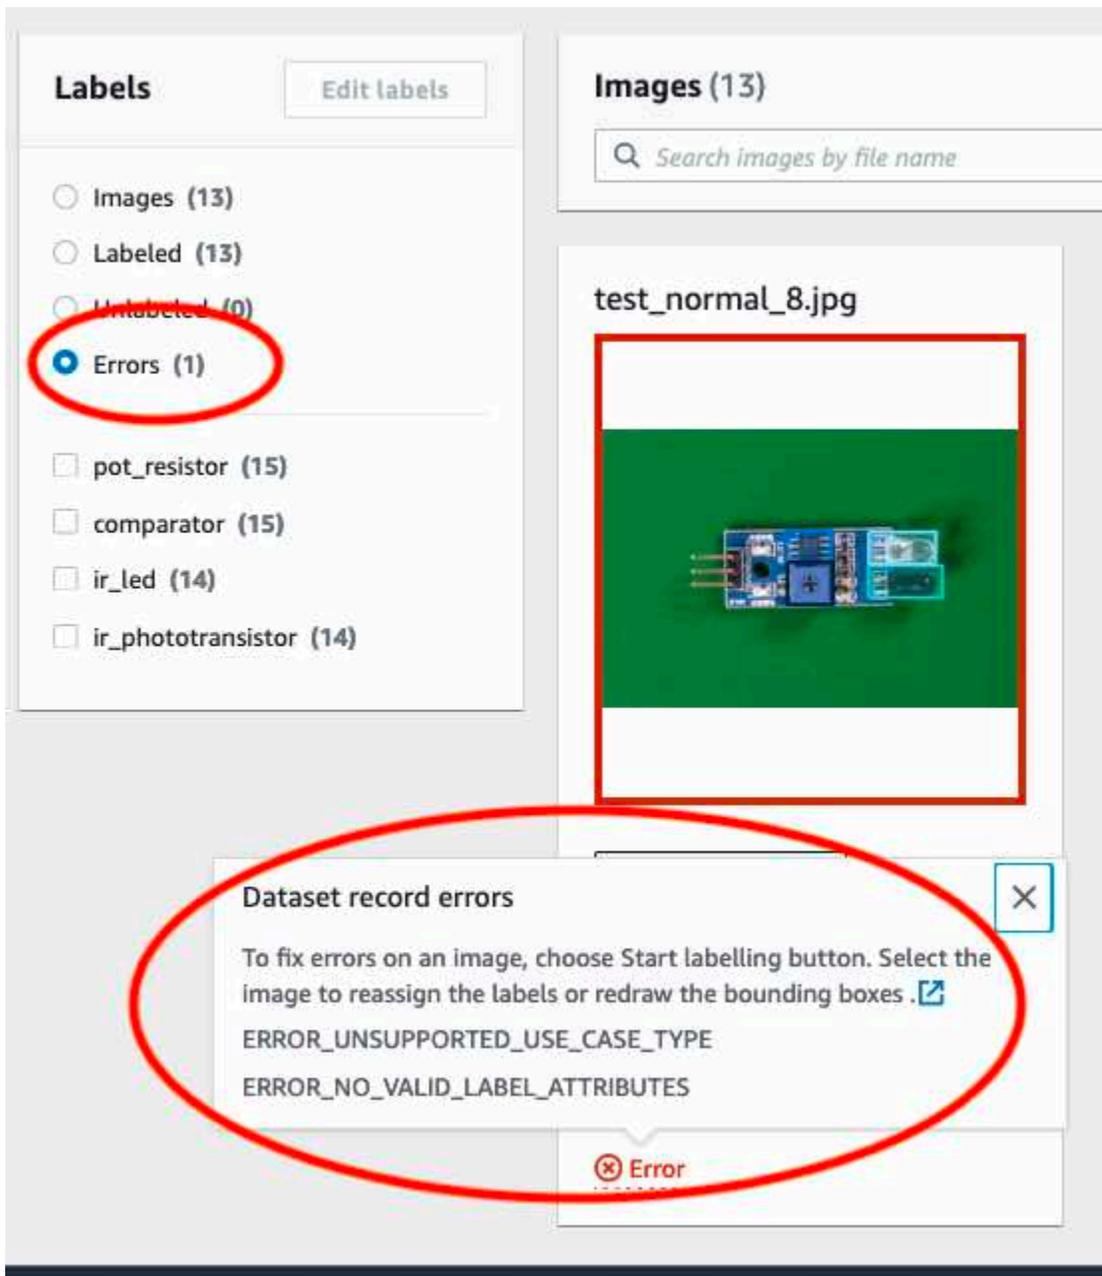 Labels
Edit labels
Images (13)
Labeled (13)
Unlabeled (0)
Errors (1)
pot_resistor (15)
comparator (15)
ir_led (14)
ir_phototransistor (14)
Images (13)
Search images by file name
test_normal_8.jpg
Dataset record errors
To fix errors on an image, choose Start labelling button. Select the
image to reassign the labels or redraw the bounding boxes .
ERROR_UNSUPPORTED_USE_CASE_TYPE
ERROR_NO_VALID_LABEL_ATTRIBUTES
Error